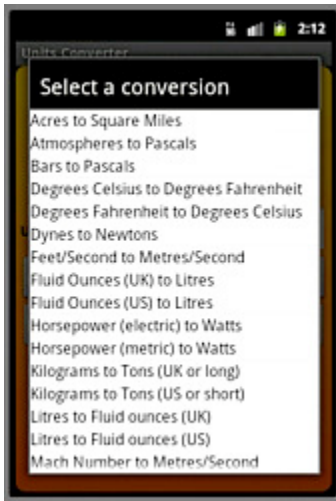 2:12
Units Converter
Select a conversion
Acres to Square Miles
Atmospheres to Pascals
Bars to Pascals
Degrees Celsius to Degrees Fahrenheit
Degrees Fahrenheit to Degrees Celsius
Dynes to Newtons
Feet/Second to Metres/Second
Fluid Ounces (UK) to Litres
Fluid Ounces (US) to Litres
Horsepower (electric) to Watts
Horsepower (metric) to Watts
Kilograms to Tons (UK or long)
Kilograms to Tons (US or short)
Litres to Fluid ounces (UK)
Litres to Fluid ounces (US)
Mach Number to Metres/Second